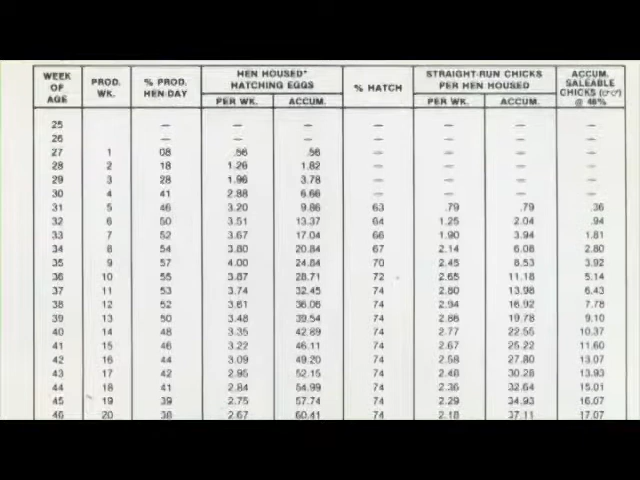 WEEK OF AGE PROD. WK. % PROD. HEN-DAY HEN HOUSED* HATCHING EGGS % HATCH STRAIGHT-RUN CHICKS PER HEN HOUSED ACCUM. SALEABLE CHICKS (♂♂) @ 46%
PER WK. ACCUM. PER WK. ACCUM.
25 — — — — — — —
26 — — — — — — —
27 1 08 .56 .56 — — — —
28 2 18 1.26 1.82 — — — —
29 3 28 1.96 3.78 — — — —
30 4 41 2.88 6.66 — — — —
31 5 46 3.20 9.86 63 .79 .79 .36
32 6 50 3.51 13.37 64 1.25 2.04 .94
33 7 52 3.67 17.04 66 1.90 3.94 1.81
34 8 54 3.80 20.84 67 2.14 6.08 2.80
35 9 57 4.00 24.84 70 2.45 8.53 3.92
36 10 55 3.87 28.71 72 2.65 11.18 5.14
37 11 53 3.74 32.45 74 2.80 13.98 6.43
38 12 52 3.61 36.06 74 2.94 16.92 7.78
39 13 50 3.48 39.54 74 2.86 19.78 9.10
40 14 48 3.35 42.89 74 2.77 22.55 10.37
41 15 46 3.22 46.11 74 2.67 25.22 11.60
42 16 44 3.09 49.20 74 2.58 27.80 13.07
43 17 42 2.95 52.15 74 2.48 30.28 13.93
44 18 41 2.84 54.99 74 2.36 32.64 15.01
45 19 39 2.75 57.74 74 2.29 34.93 16.07
46 20 38 2.67 60.41 74 2.18 37.11 17.07